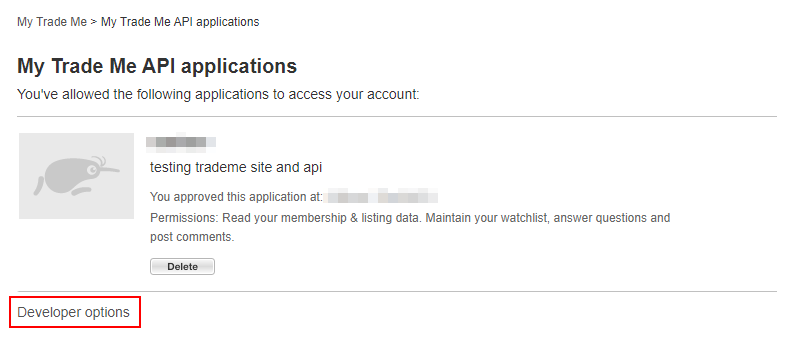 My Trade Me > My Trade Me API applications
My Trade Me API applications
You've allowed the following applications to access your account:
testing trademe site and api
You approved this application at:
Permissions: Read your membership & listing data. Maintain your watchlist, answer questions and
post comments.
Delete
Developer options